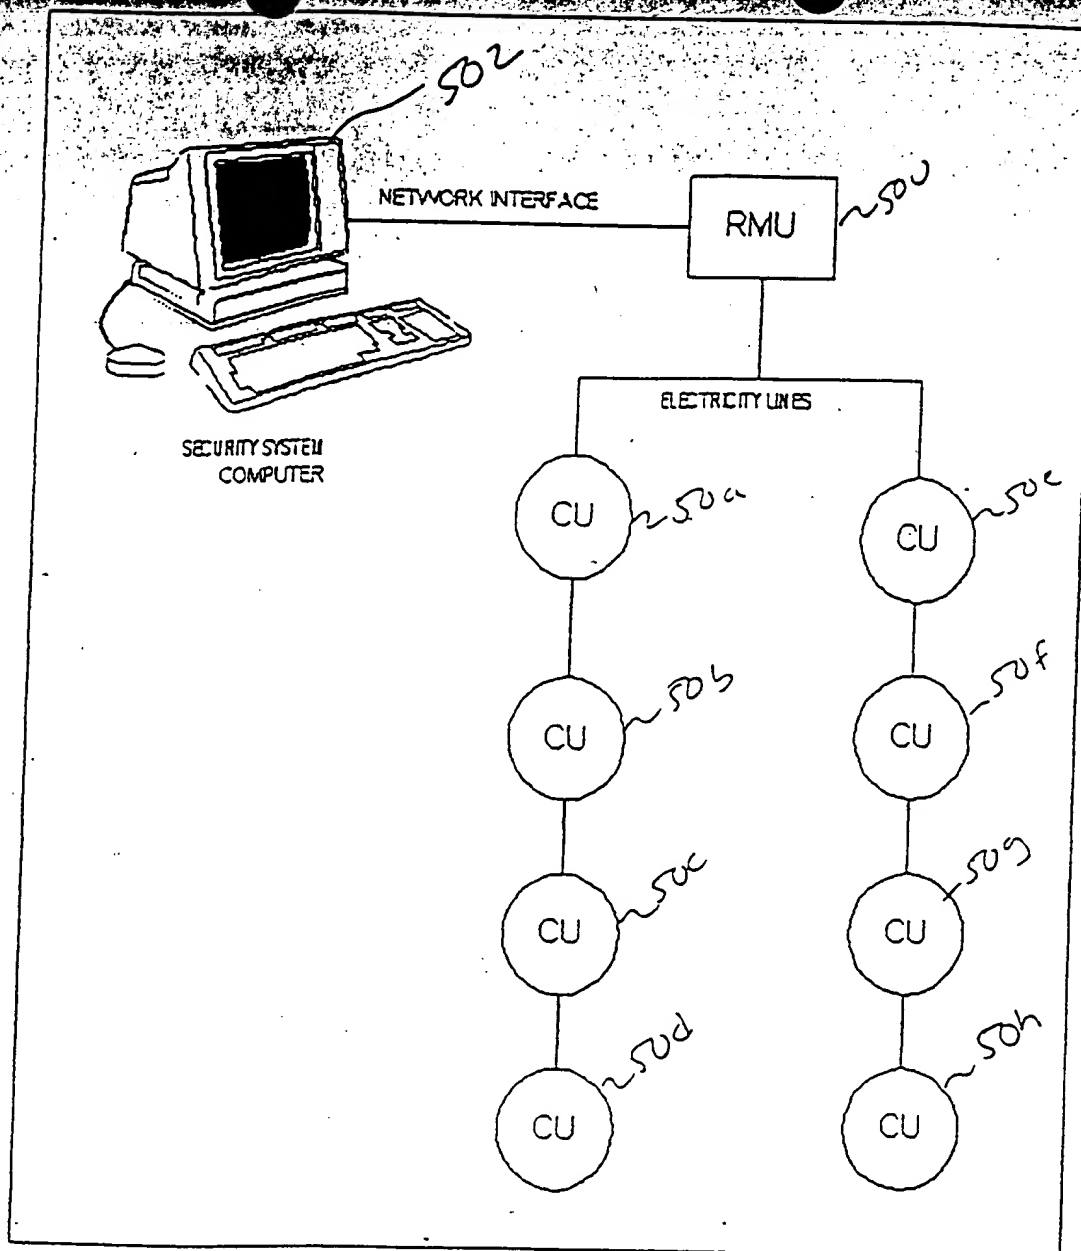 502
NETWORK INTERFACE
RMU
500
ELECTRICITY LINES
SECURITY SYSTEM
COMPUTER
CU
50a
CU
50e
CU
50b
CU
50f
CU
50c
CU
50g
CU
50d
CU
50h